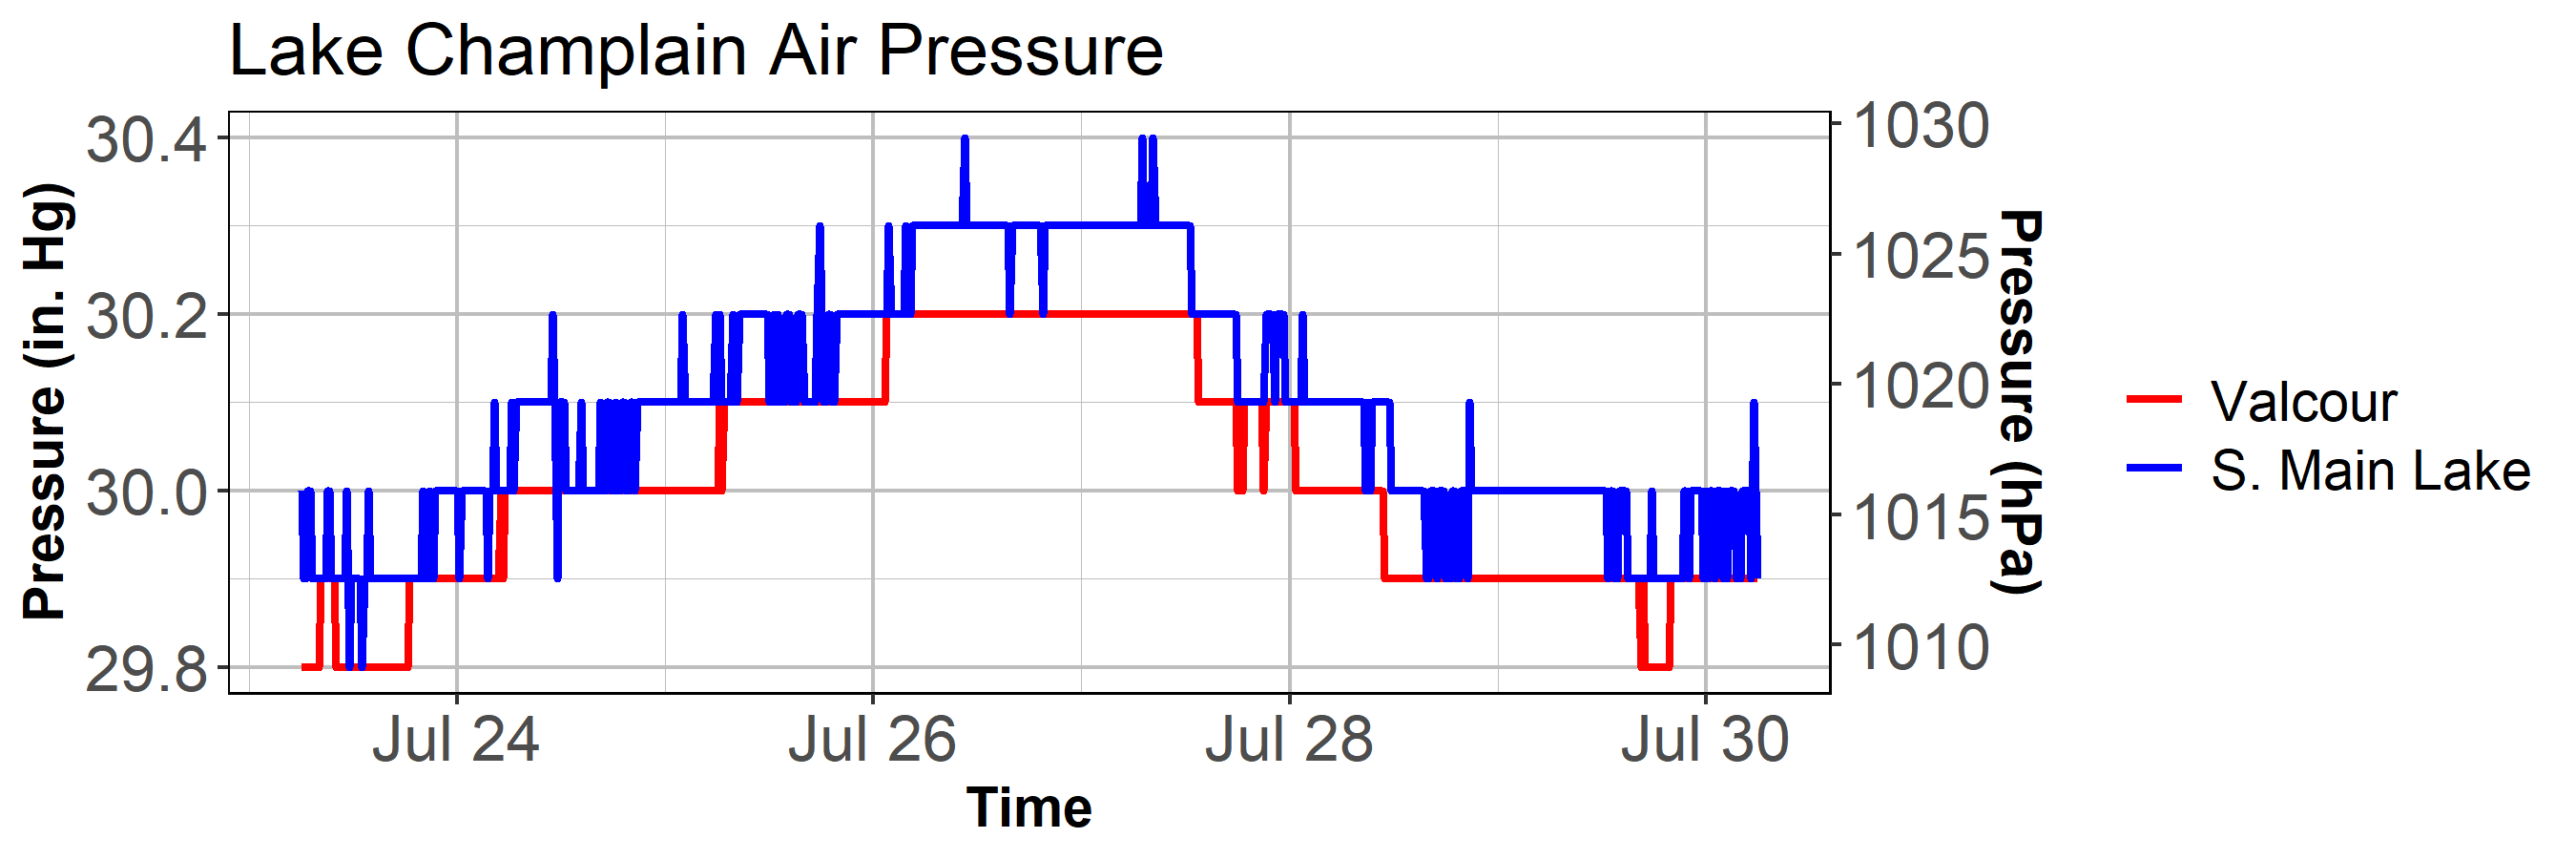 Lake Champlain Air Pressure
Pressure (in. Hg)
30.4
30.2
30.0
29.8
1030
1025
1020
1015
1010
Pressure (hPa)
Jul 24
Jul 26
Jul 28
Jul 30
Time
Valcour
S. Main Lake